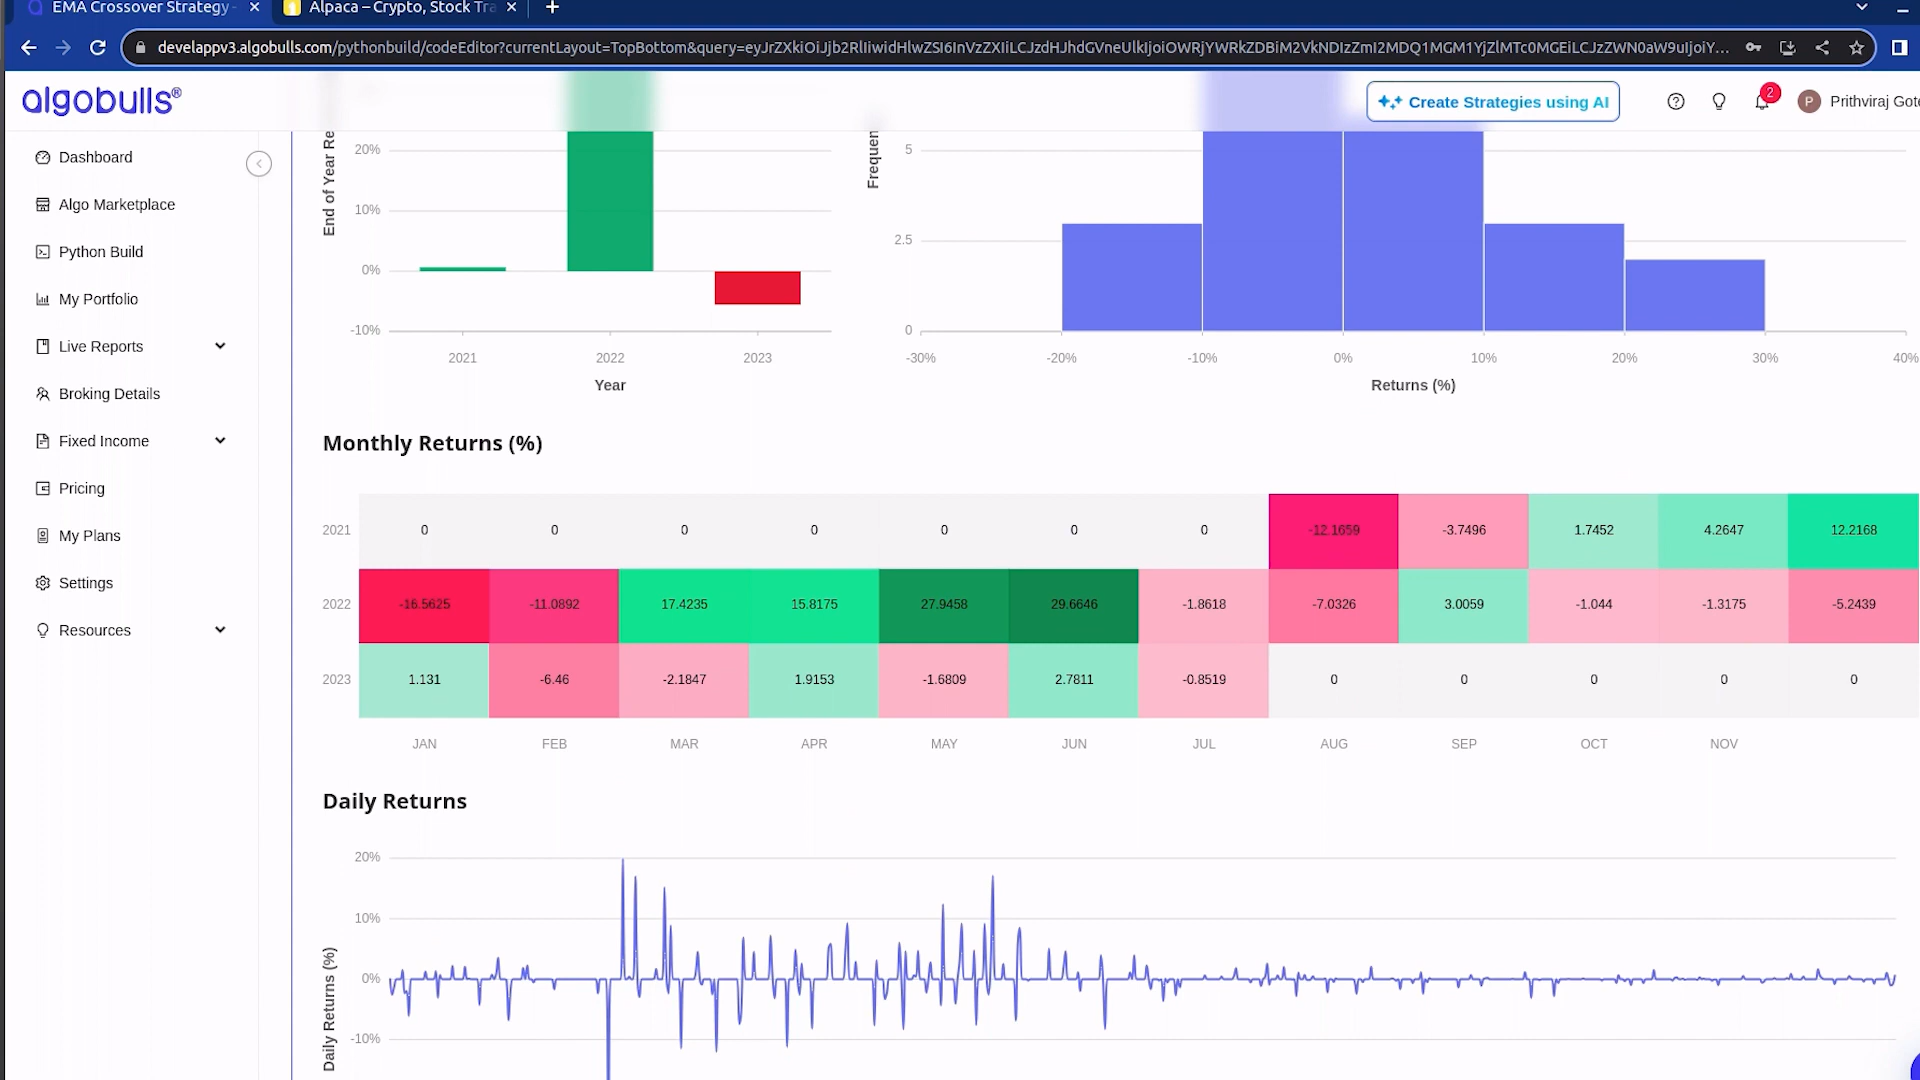 EMA Crossover Strategy -
Alpaca – Crypto, Stock Tra
develappv3.algobulls.com/pythonbuild/codeEditor?currentLayout=TopBottom&query=
algobulls®
Create Strategies using AI
2
P
Prithviraj Gote
Dashboard
Algo Marketplace
Python Build
My Portfolio
Live Reports
Broking Details
Fixed Income
Pricing
My Plans
Settings
Resources
End of Year Re
20%
10%
0%
-10%
2021 2022 2023
Year
Frequen
5
2.5
0
-30% -20% -10% 0% 10% 20% 30% 40%
Returns (%)
Monthly Returns (%)
2021 0 0 0 0 0 0 0 -12.1659 -3.7496 1.7452 4.2647 12.2168
2022 -16.5625 -11.0892 17.4235 15.8175 27.9458 29.6646 -1.8618 -7.0326 3.0059 -1.044 -1.3175 -5.2439
2023 1.131 -6.46 -2.1847 1.9153 -1.6809 2.7811 -0.8519 0 0 0 0 0
JAN FEB MAR APR MAY JUN JUL AUG SEP OCT NOV
Daily Returns
Daily Returns (%)
20%
10%
0%
-10%